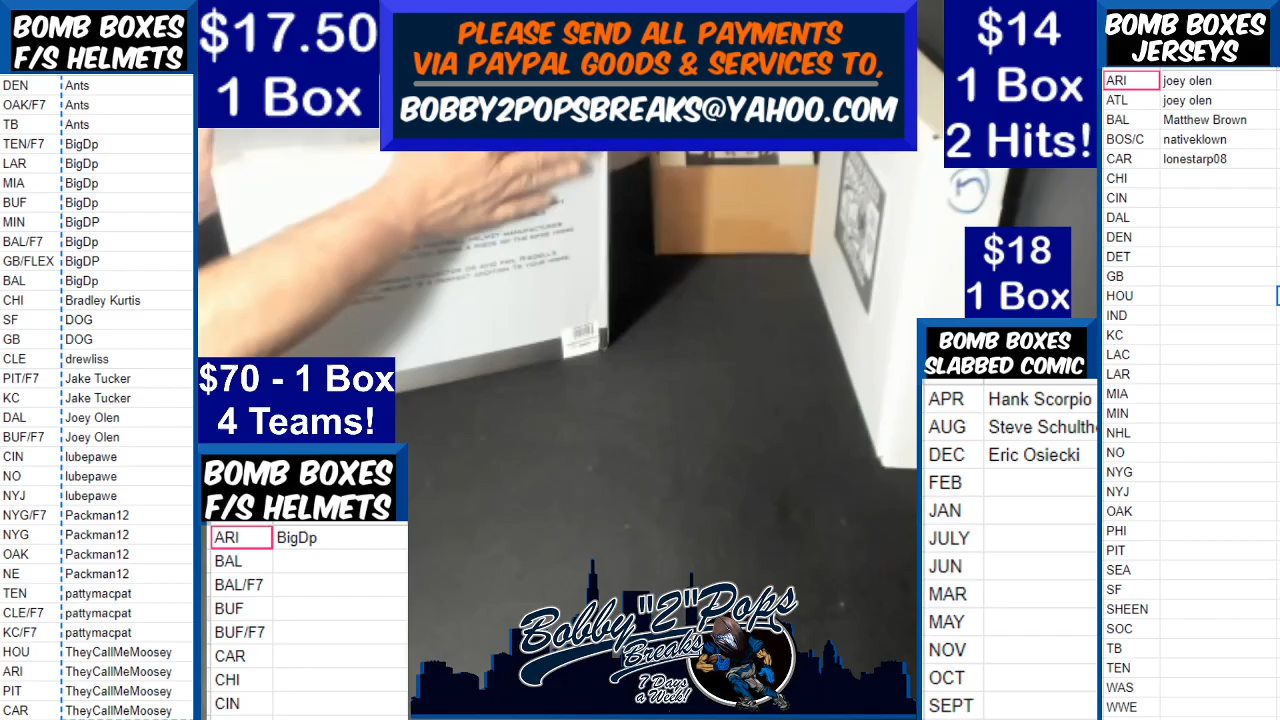 BOMB BOXES
F/S HELMETS
DEN Ants
OAK/F7 Ants
TB Ants
TEN/F7 BigDp
LAR BigDp
MIA BigDp
BUF BigDp
MIN BigDP
BAL/F7 BigDp
GB/FLEX BigDP
BAL BigDp
CHI Bradley Kurtis
SF DOG
GB DOG
CLE drewliss
PIT/F7 Jake Tucker
KC Jake Tucker
DAL Joey Olen
BUF/F7 Joey Olen
CIN lubepawe
NO lubepawe
NYJ lubepawe
NYG/F7 Packman12
NYG Packman12
OAK Packman12
NE Packman12
TEN pattymacpat
CLE/F7 pattymacpat
KC/F7 pattymacpat
HOU TheyCallMeMoosey
ARI TheyCallMeMoosey
PIT TheyCallMeMoosey
CAR TheyCallMeMoosey
$17.50
1 Box
PLEASE SEND ALL PAYMENTS
VIA PAYPAL GOODS & SERVICES TO,
BOBBY2POPSBREAKS@YAHOO.COM
$70 - 1 Box
4 Teams!
BOMB BOXES
F/S HELMETS
ARI BigDp
BAL
BAL/F7
BUF
BUF/F7
CAR
CHI
CIN
Bobby "2" Pops
Breaks
7 Days
a Week!
$14
1 Box
2 Hits!
$18
1 Box
BOMB BOXES
SLABBED COMIC
APR Hank Scorpio
AUG Steve Schulth
DEC Eric Osiecki
FEB
JAN
JULY
JUN
MAR
MAY
NOV
OCT
SEPT
BOMB BOXES
JERSEYS
ARI joey olen
ATL joey olen
BAL Matthew Brown
BOS/C nativeklown
CAR lonestarp08
CHI
CIN
DAL
DEN
DET
GB
HOU
IND
KC
LAC
LAR
MIA
MIN
NHL
NO
NYG
NYJ
OAK
PHI
PIT
SEA
SF
SHEEN
SOC
TB
TEN
WAS
WWE